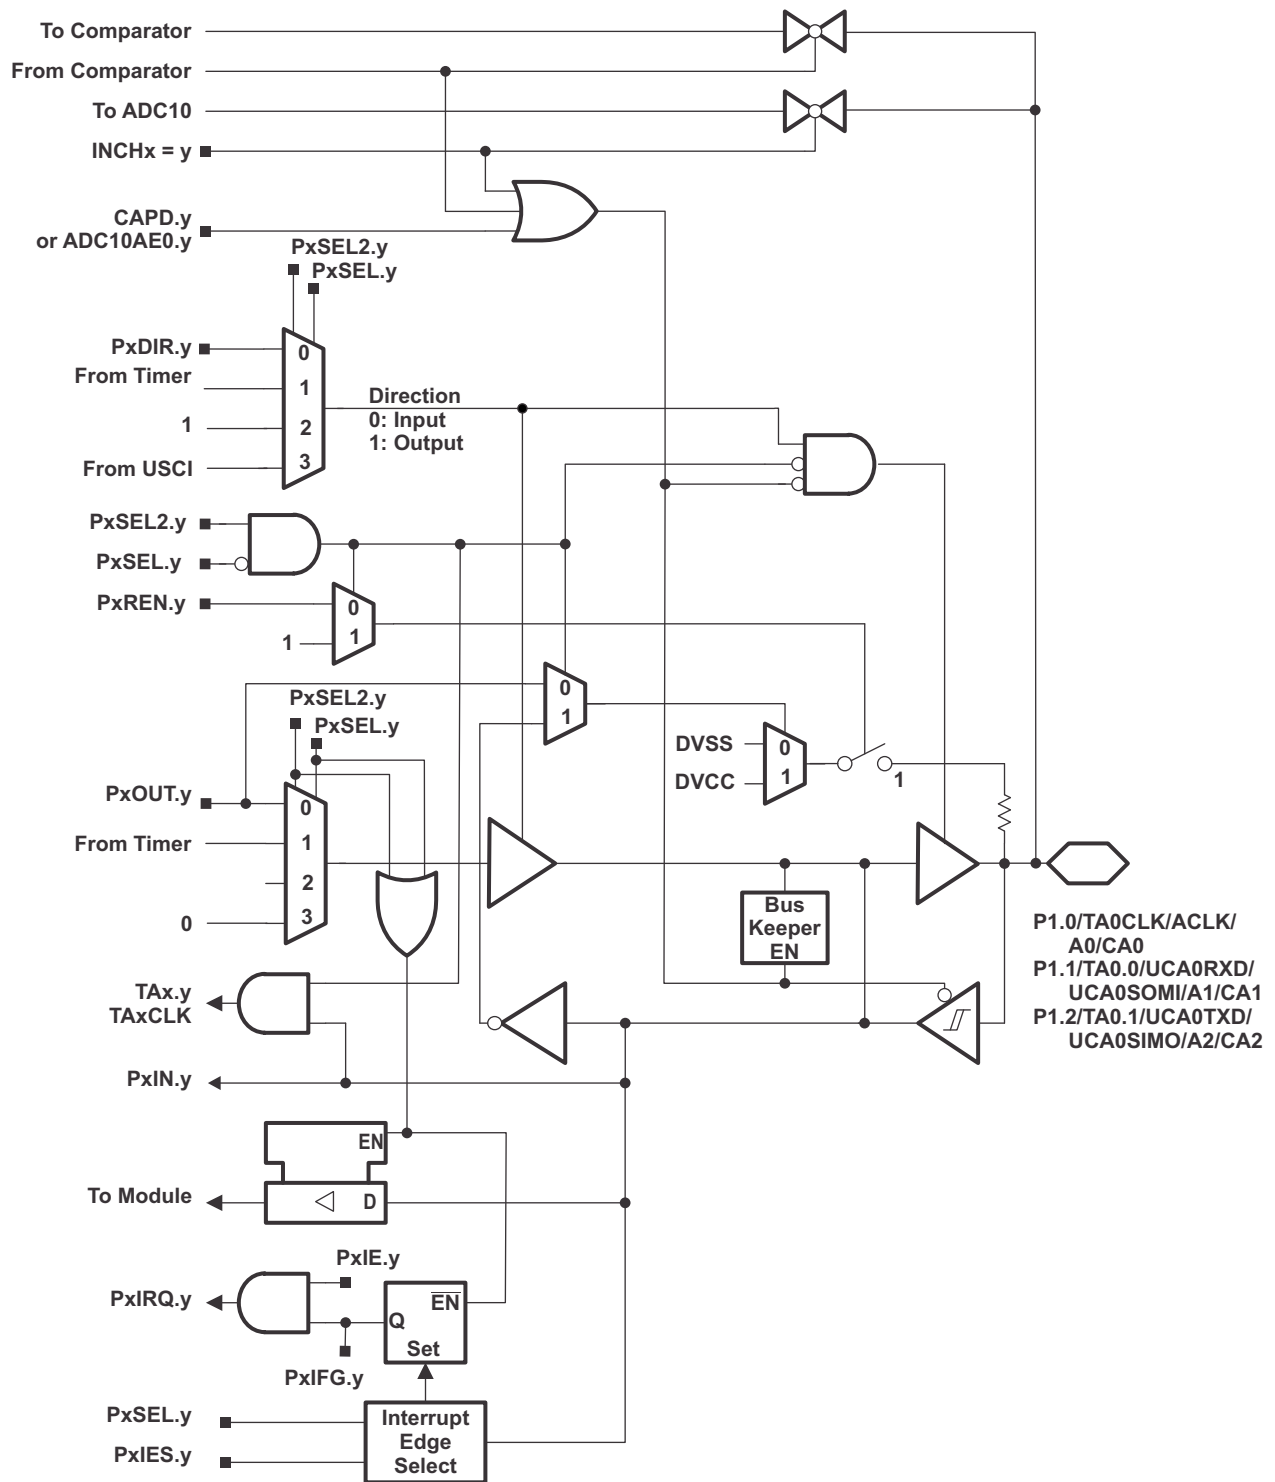 To Comparator
From Comparator
To ADC10
INCHx = y
CAPD.y
or ADC10AE0.y
PxSEL2.y
PxSEL.y
PxDIR.y
0
From Timer
1
Direction
0: Input
1: Output
1
2
From USCI
3
PxSEL2.y
PxSEL.y
PxREN.y
0
1
1
0
1
PxSEL2.y
PxSEL.y
DVSS
0
DVCC
1
1
PxOUT.y
0
From Timer
1
2
0
3
Bus
Keeper
EN
P1.0/TA0CLK/ACLK/
A0/CA0
P1.1/TA0.0/UCA0RXD/
UCA0SOMI/A1/CA1
P1.2/TA0.1/UCA0TXD/
UCA0SIMO/A2/CA2
TAx.y
TAxCLK
PxIN.y
EN
To Module
D
PxIE.y
PxIRQ.y
EN
Q
Set
PxIFG.y
PxSEL.y
PxIES.y
Interrupt
Edge
Select